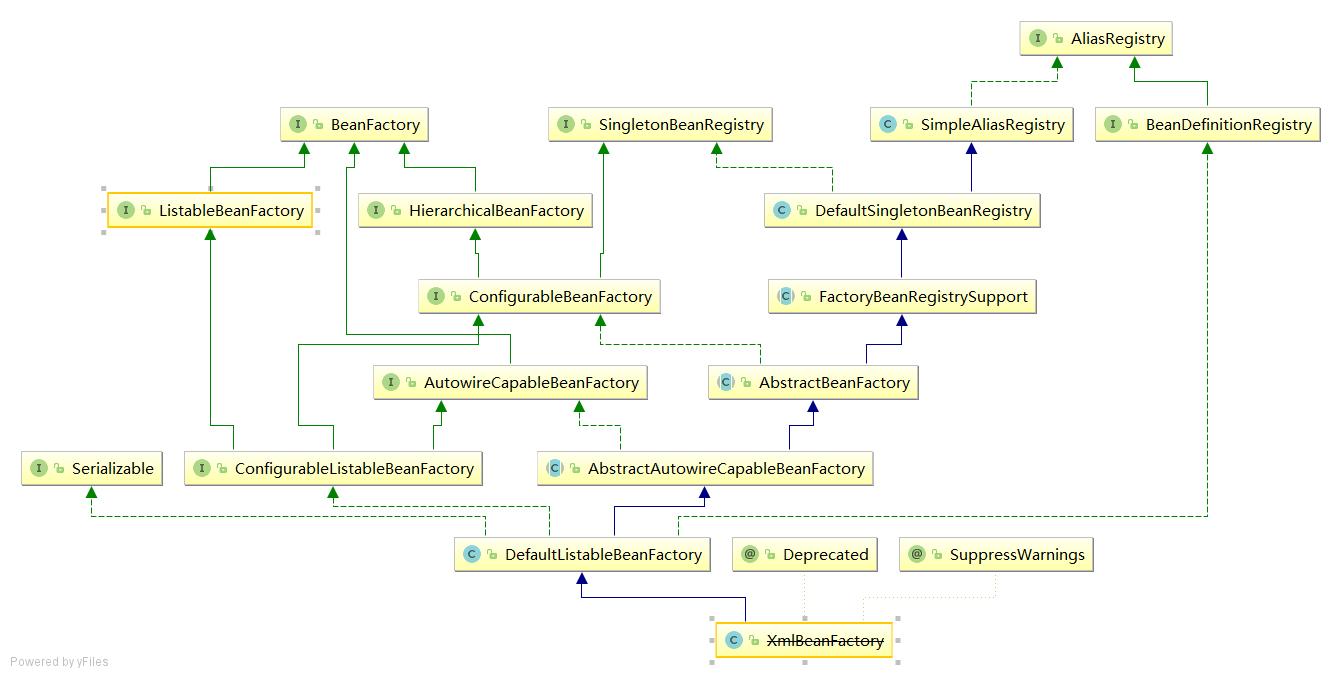 AliasRegistry
BeanFactory
SingletonBeanRegistry
SimpleAliasRegistry
BeanDefinitionRegistry
ListableBeanFactory
HierarchicalBeanFactory
DefaultSingletonBeanRegistry
ConfigurableBeanFactory
FactoryBeanRegistrySupport
AutowireCapableBeanFactory
AbstractBeanFactory
Serializable
ConfigurableListableBeanFactory
AbstractAutowireCapableBeanFactory
DefaultListableBeanFactory
Deprecated
SuppressWarnings
XmlBeanFactory
Powered by yFiles